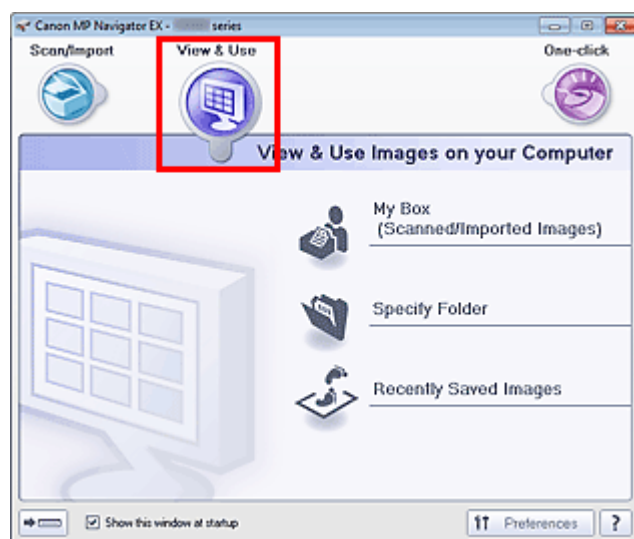 Canon MP Navigator EX - series
Scan/Import View & Use One-click
View & Use Images on your Computer
My Box
(Scanned/Imported Images)
Specify Folder
Recently Saved Images
Show this window at startup Preferences ?